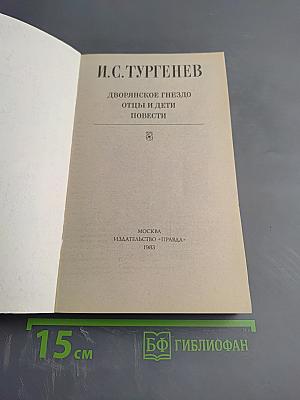 И.С.ТУРГЕНЕВ
ДВОРЯНСКОЕ ГНЕЗДО
ОТЦЫ И ДЕТИ
ПОВЕСТИ
МОСКВА
ИЗДАТЕЛЬСТВО «ПРАВДА»
1983
15 см
БФ ГИБЛИОФАН